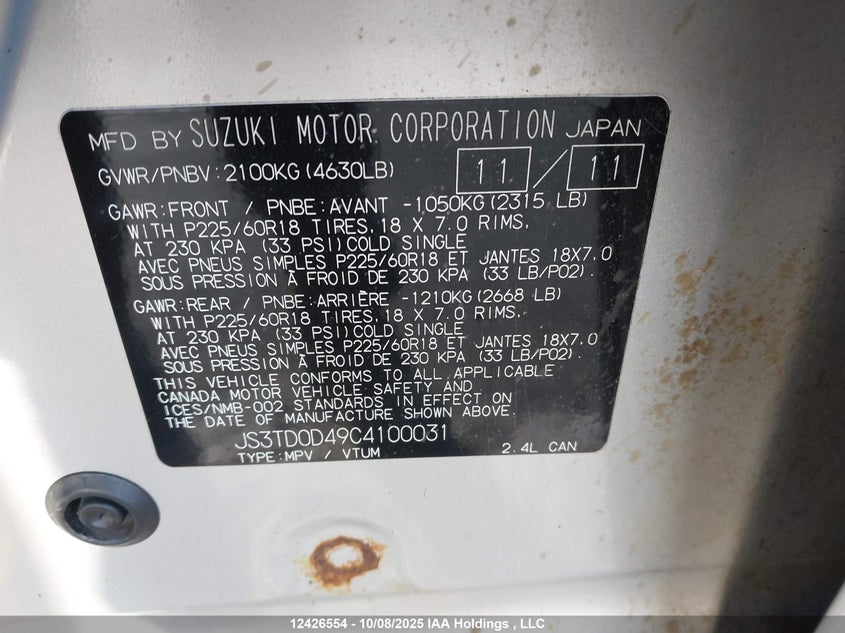 MFD BY SUZUKI MOTOR CORPORATION JAPAN
GVWR/PNBV:2100KG(4630LB) 11/11
GAWR:FRONT / PNBE:AVANT -1050KG(2315 LB)
WITH P225/60R18 TIRES,18 X 7.0 RIMS,
AT 230 KPA (33 PSI)COLD SINGLE
AVEC PNEUS SIMPLES P225/60R18 ET JANTES 18X7.0
SOUS PRESSION À FROID DE 230 KPA (33 LB/PO2).
GAWR:REAR / PNBE:ARRIÈRE -1210KG(2668 LB)
WITH P225/60R18 TIRES,18 X 7.0 RIMS,
AT 230 KPA (33 PSI)COLD SINGLE
AVEC PNEUS SIMPLES P225/60R18 ET JANTES 18X7.0
SOUS PRESSION À FROID DE 230 KPA (33 LB/PO2).
THIS VEHICLE CONFORMS TO ALL APPLICABLE
CANADA MOTOR VEHICLE SAFETY AND
ICES/NMB-002 STANDARDS IN EFFECT ON
THE DATE OF MANUFACTURE SHOWN ABOVE.
JS3TD0D49C4100031
TYPE:MPV / VTUM 2.4L CAN
12426554 - 10/08/2025 IAA Holdings , LLC